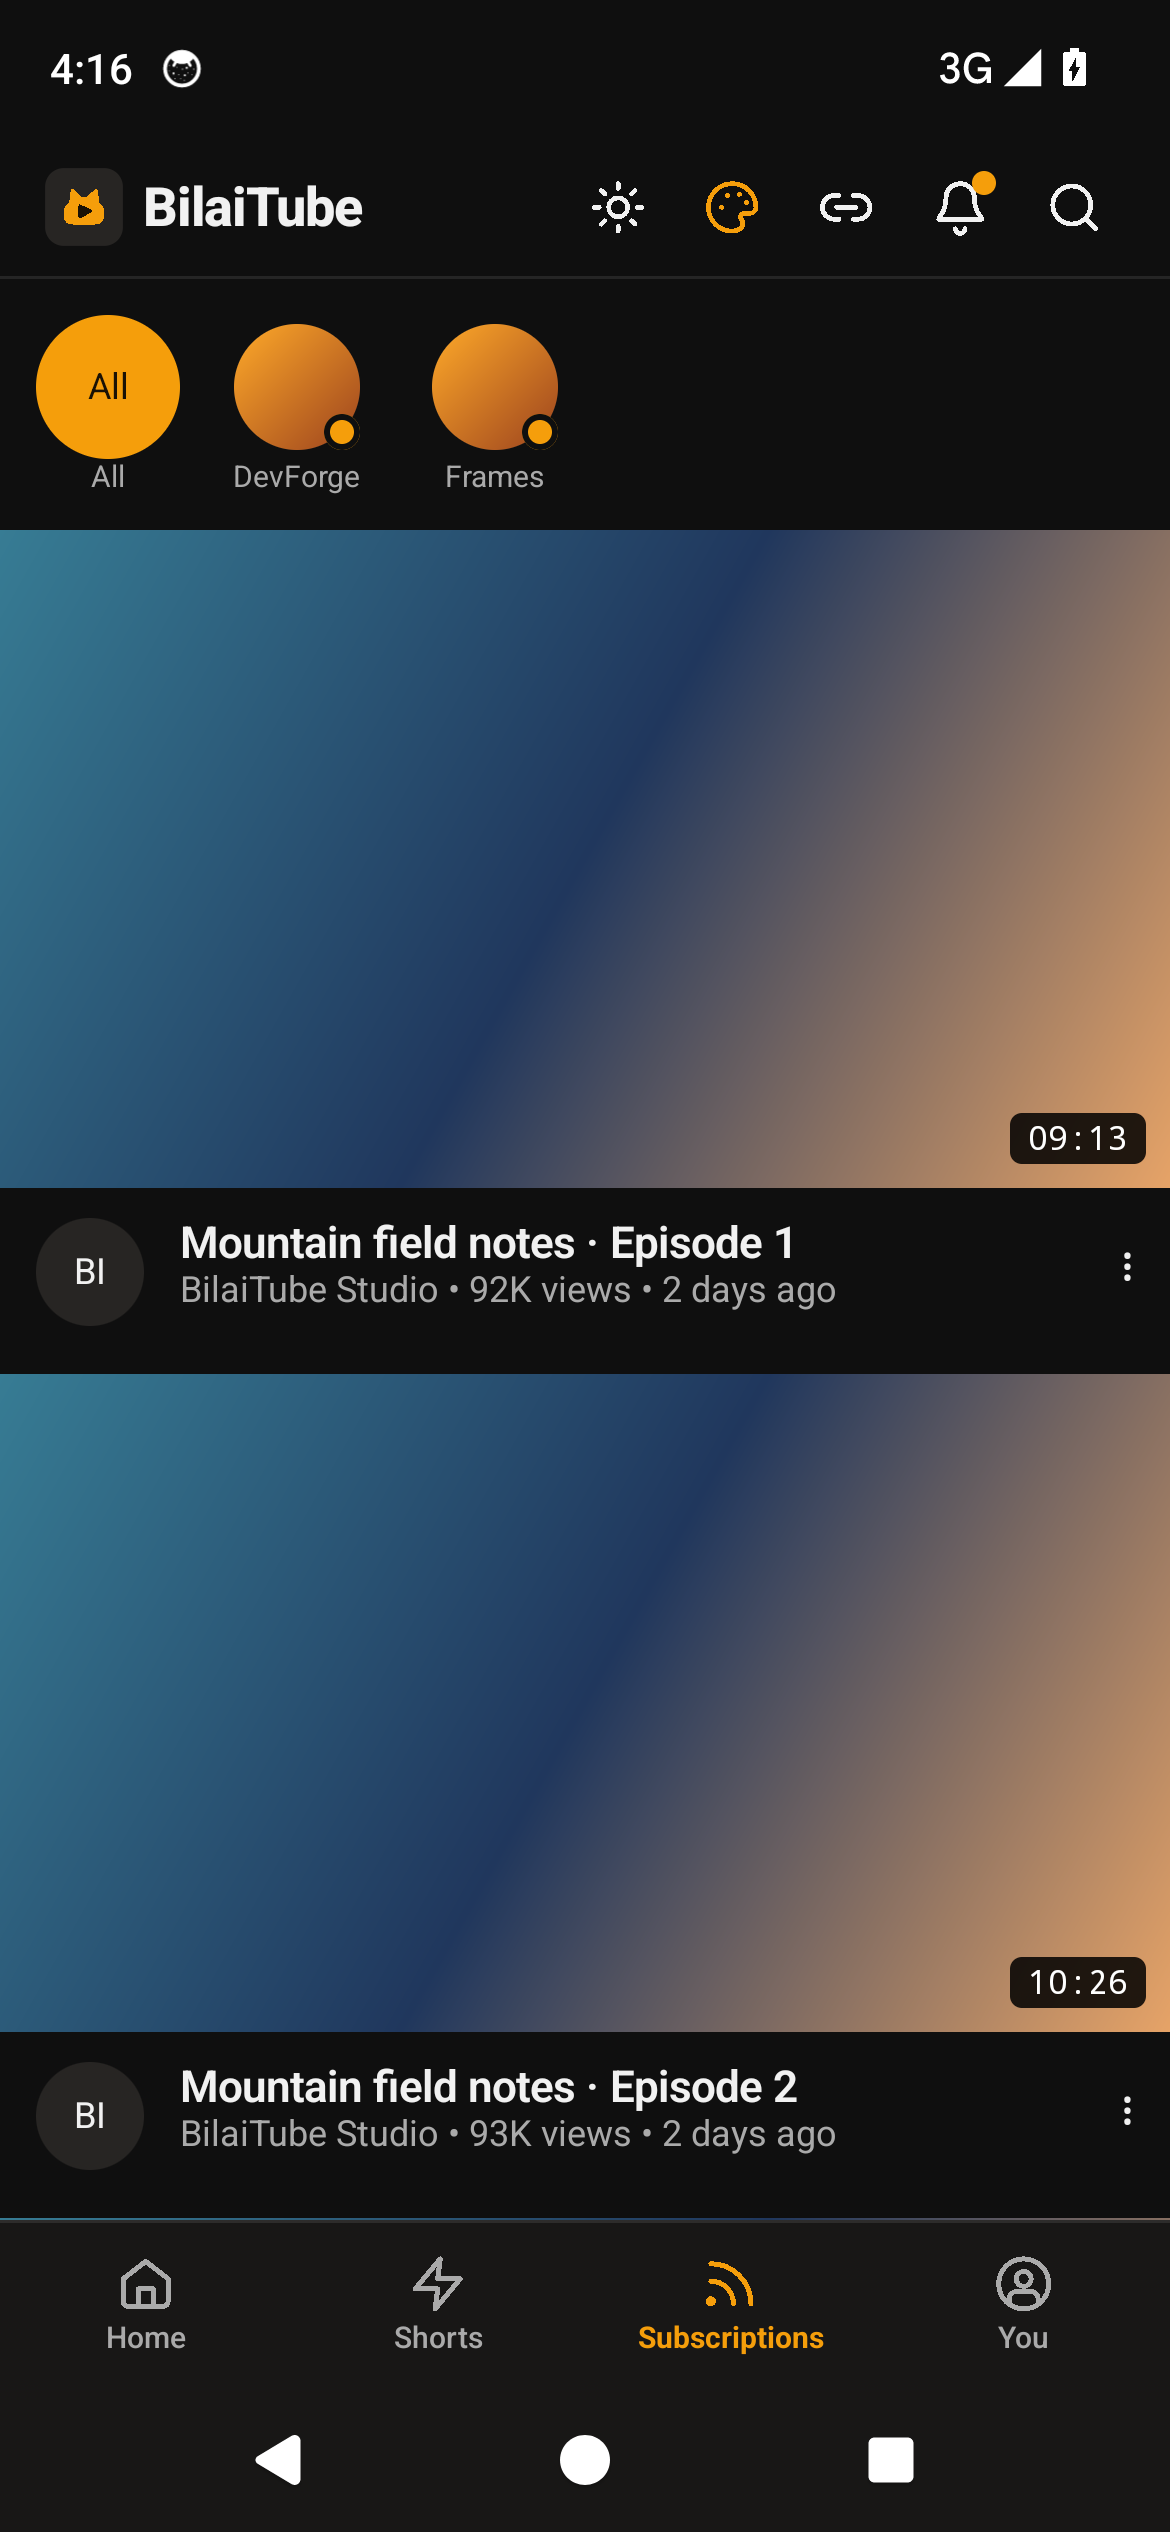 4:16
3G
BilaiTube
All
All
DevForge
Frames
09:13
BI
Mountain field notes · Episode 1
BilaiTube Studio • 92K views • 2 days ago
10:26
BI
Mountain field notes · Episode 2
BilaiTube Studio • 93K views • 2 days ago
Home
Shorts
Subscriptions
You